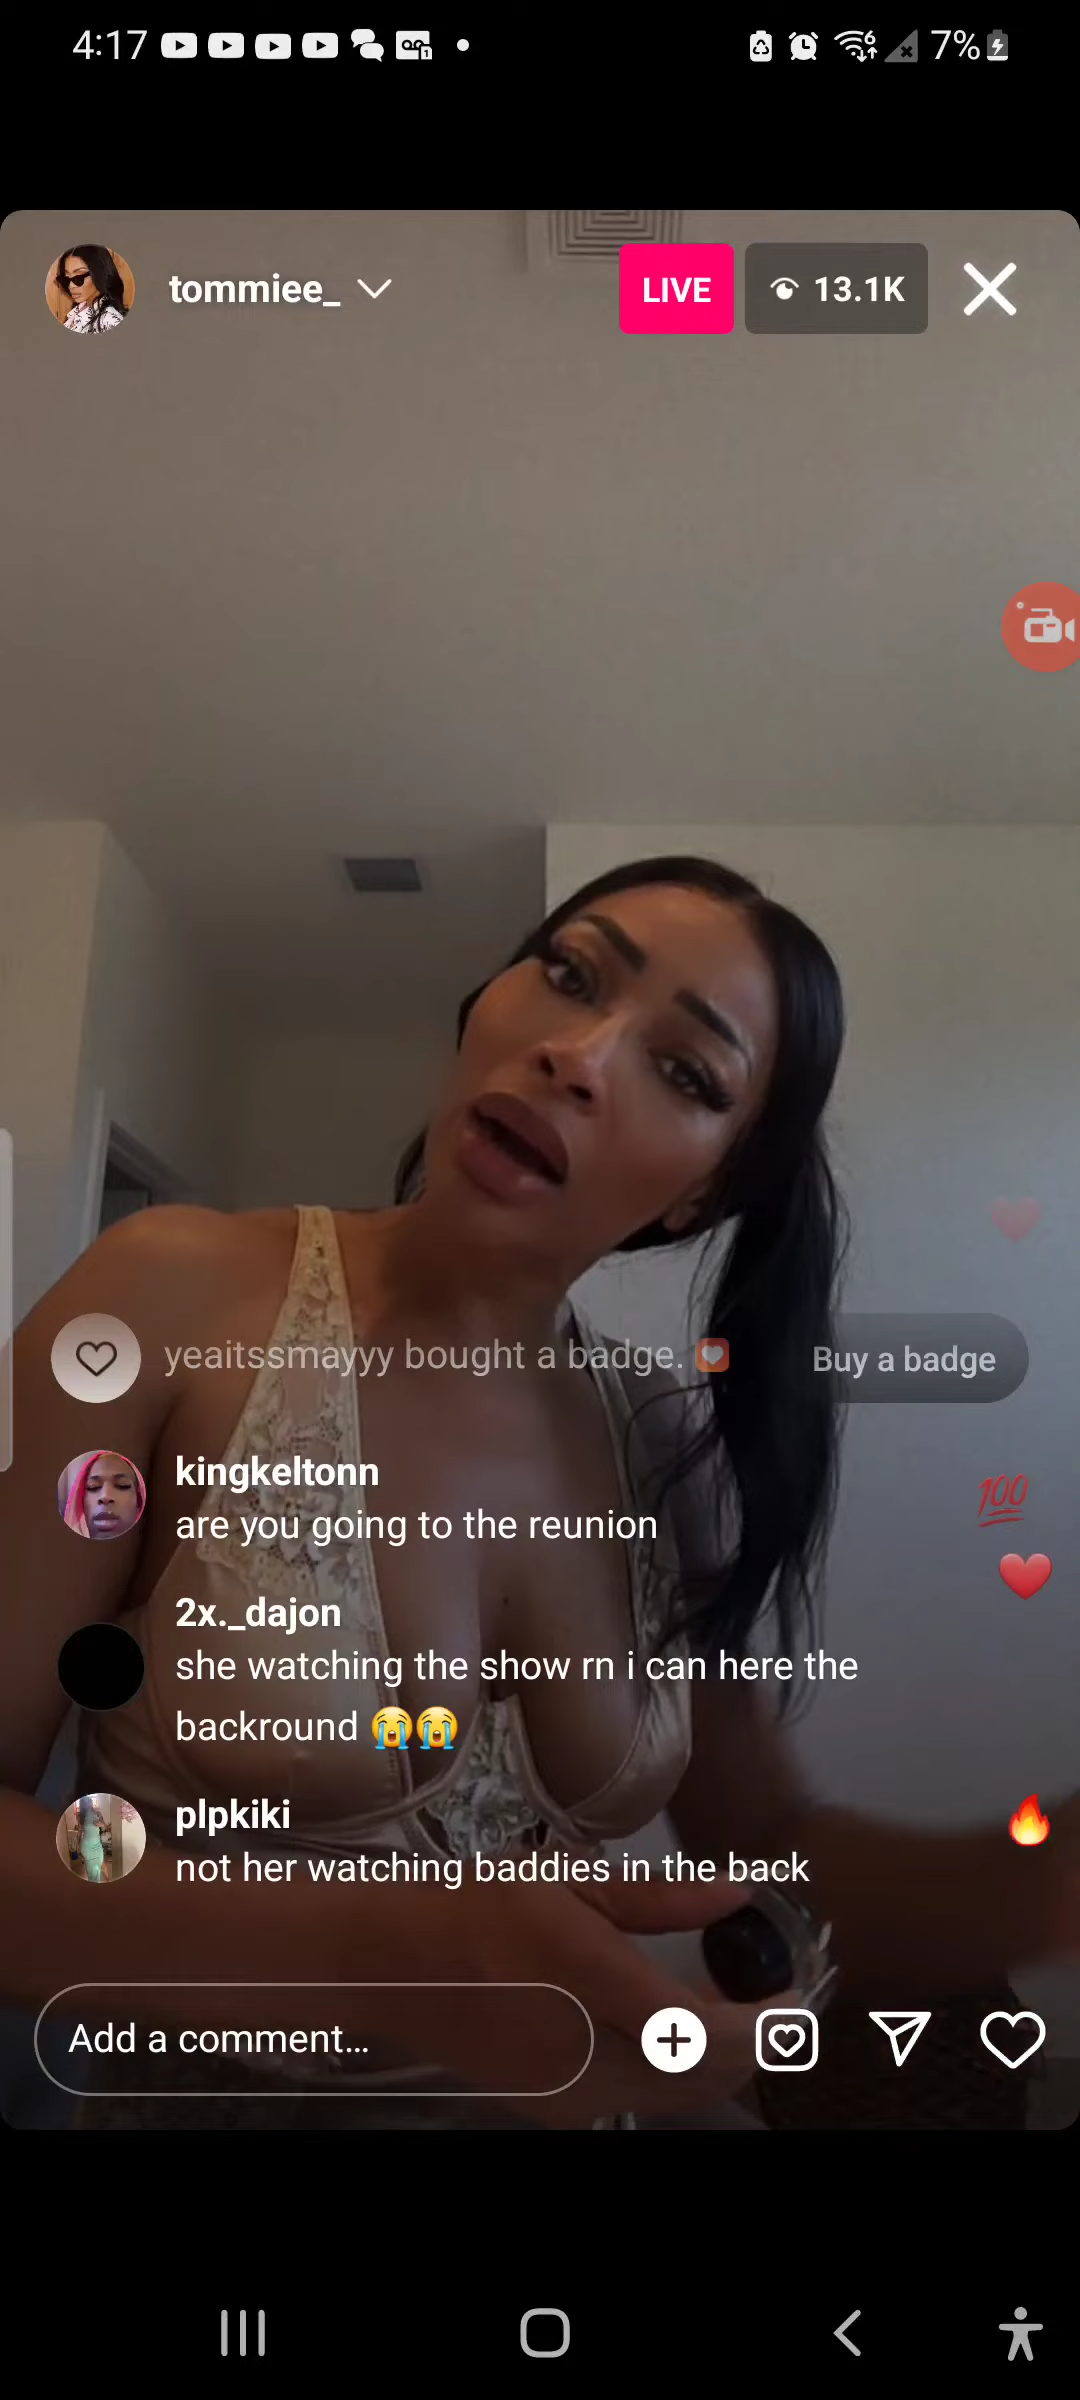 4:17
7%
tommiee_
LIVE
13.1K
yeaitssmayyy bought a badge.
Buy a badge
kingkeltonn
are you going to the reunion
💯
2x._dajon
she watching the show rn i can here the
backround 😭😭
plpkiki
not her watching baddies in the back
Add a comment...